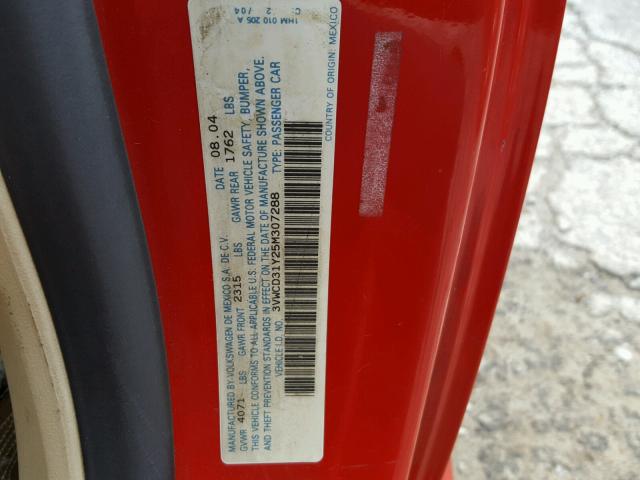 1HM 010 205 A
C 2 / 04
MANUFACTURED BY: VOLKSWAGEN DE MEXICO S.A. DE C.V. DATE 08.04
GVWR 4071 LBS GAWR FRONT 2315 LBS GAWR REAR 1762 LBS
THIS VEHICLE CONFORMS TO ALL APPLICABLE U.S. FEDERAL MOTOR VEHICLE SAFETY, BUMPER,
AND THEFT PREVENTION STANDARDS IN EFFECT ON THE DATE OF MANUFACTURE SHOWN ABOVE.
VEHICLE I.D. NO. 3VWCD31Y25M307288 TYPE: PASSENGER CAR
COUNTRY OF ORIGIN: MEXICO